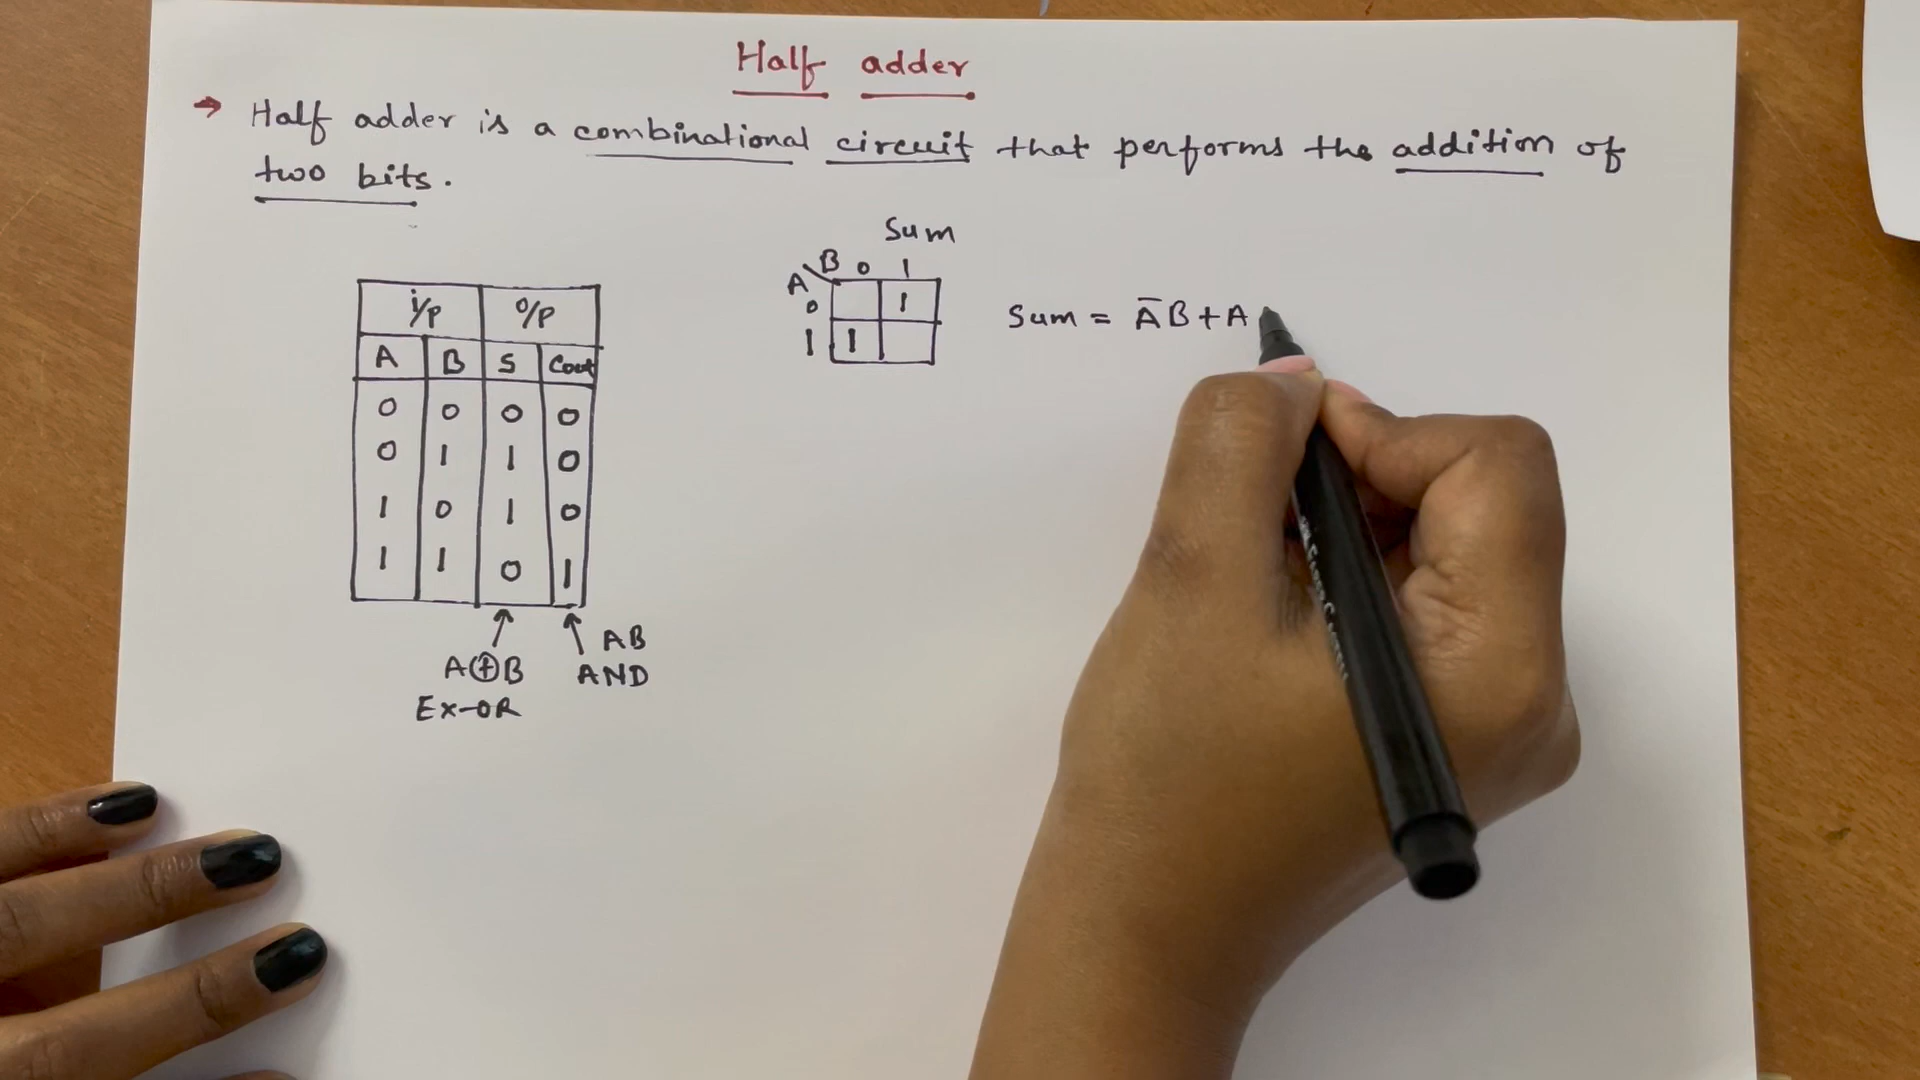 Half adder
→ Half adder is a combinational circuit that performs the addition of
two bits.
i/p o/p
A B S Cout
0 0 0 0
0 1 1 0
1 0 1 0
1 1 0 1
A⊕B
Ex-OR
AB
AND
Sum
B 0 1
A
0 1
1 1
Sum = A̅B+A